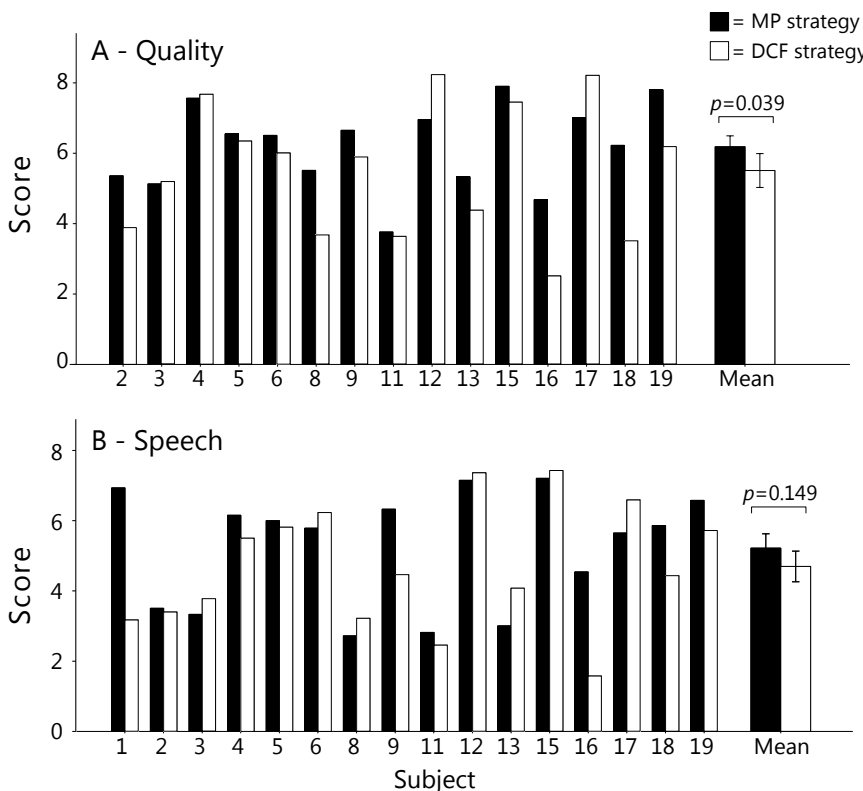 = MP strategy
= DCF strategy
A - Quality
p=0.039
Score
8
6
4
2
0
2 3 4 5 6 8 9 11 12 13 15 16 17 18 19 Mean
B - Speech
p=0.149
Score
8
6
4
2
0
1 2 3 4 5 6 8 9 11 12 13 15 16 17 18 19 Mean
Subject